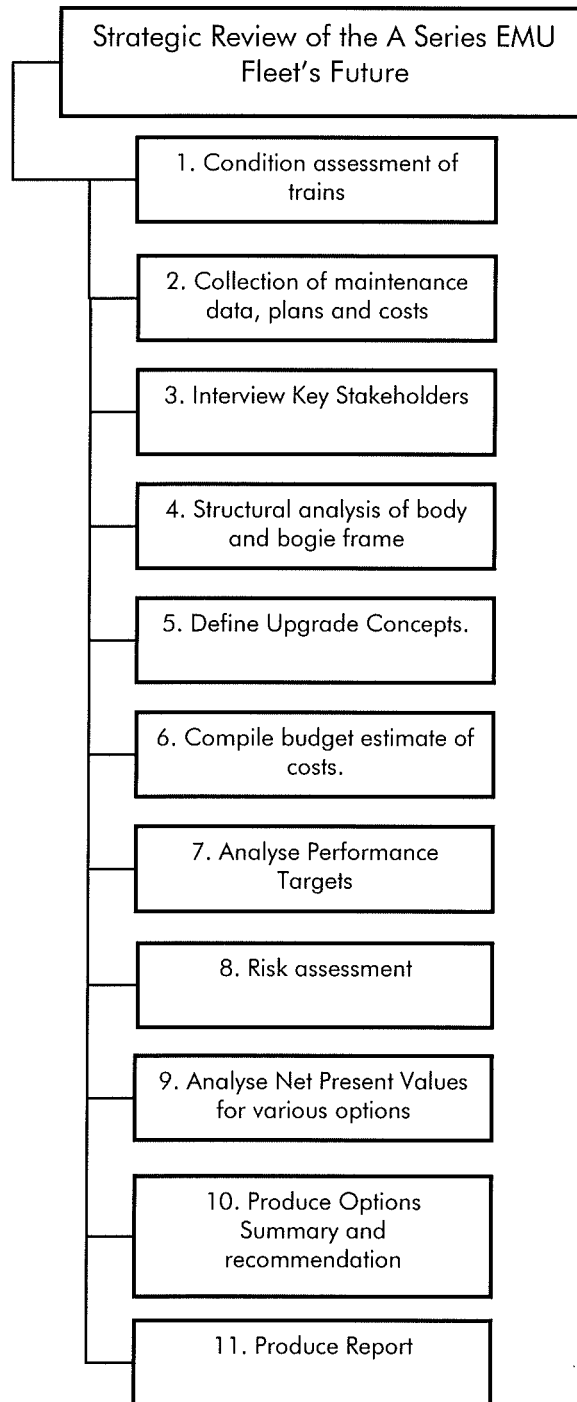 Strategic Review of the A Series EMU
Fleet's Future
1. Condition assessment of
trains
2. Collection of maintenance
data, plans and costs
3. Interview Key Stakeholders
4. Structural analysis of body
and bogie frame
5. Define Upgrade Concepts.
6. Compile budget estimate of
costs.
7. Analyse Performance
Targets
8. Risk assessment
9. Analyse Net Present Values
for various options
10. Produce Options
Summary and
recommendation
11. Produce Report